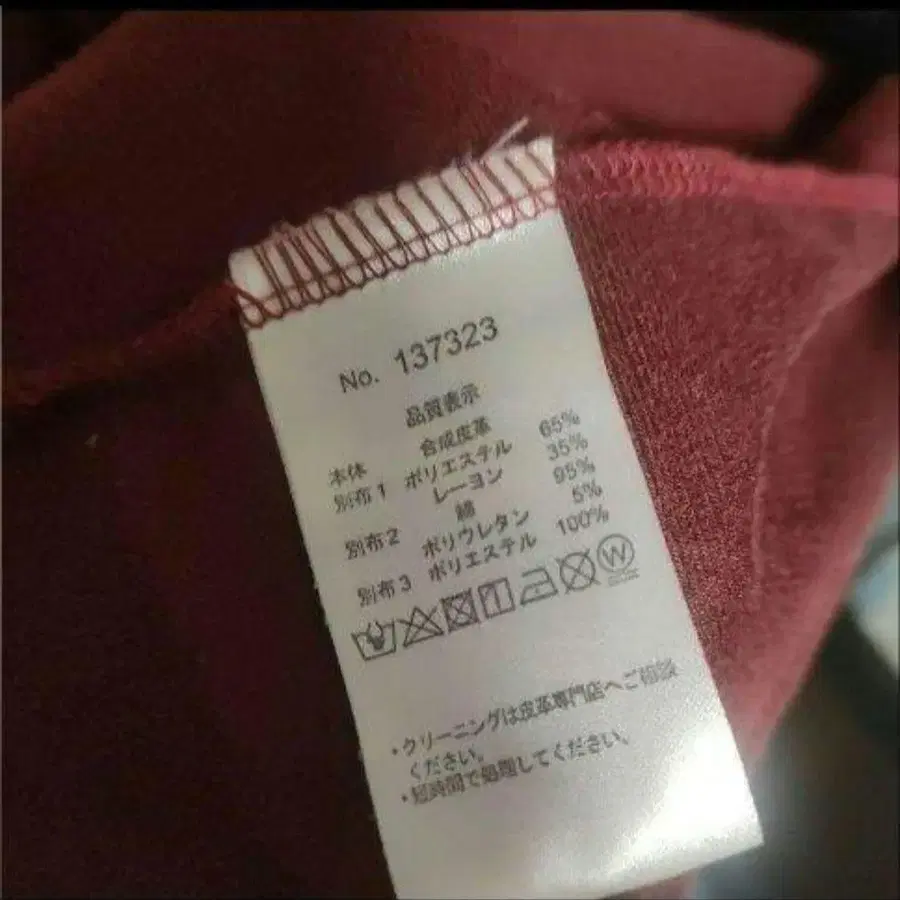 No. 137323
品質表示
本体 合成皮革
別布1 ポリエステル 65%
レーヨン 35%
別布2 綿 95%
ポリウレタン 5%
別布3 ポリエステル 100%
W
・クリーニングは皮革専門店へご相談
ください。
・短時間で処理してください。